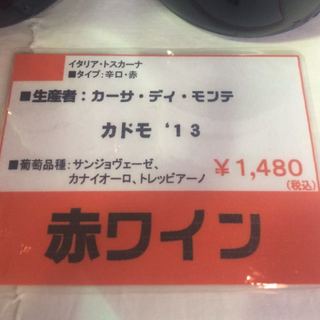 イタリア・トスカーナ
■タイプ:辛口・赤
■生産者:カーサ・ディ・モンテ
カドモ '13
■葡萄品種:サンジョヴェーゼ、
カナイオーロ、トレッビアーノ
¥1,480
(税込)
赤ワイン